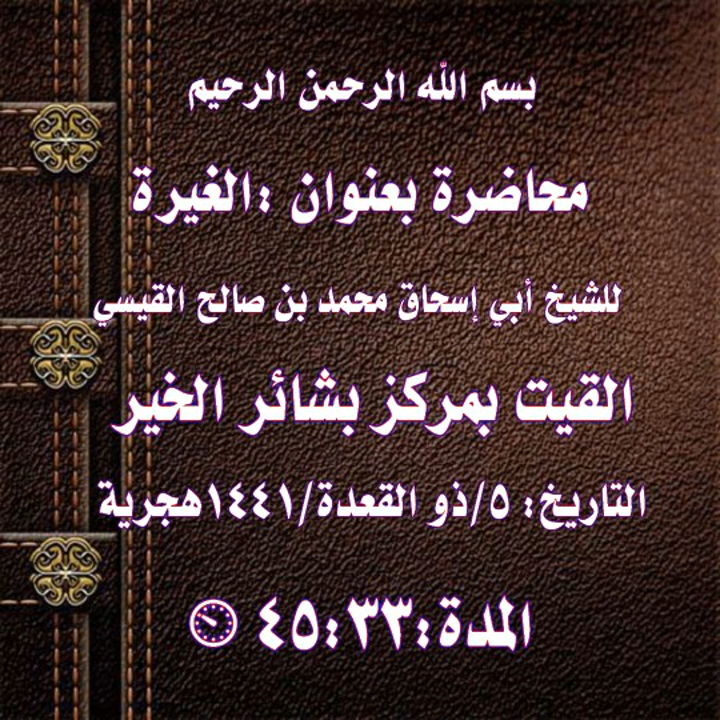 بسم الله الرحمن الرحيم
محاضرة بعنوان :الغيرة
للشيخ أبي إسحاق محمد بن صالح القيسي
القيت بمركز بشائر الخير
التاريخ: ٥/ذو القعدة/١٤٤١هجرية
المدة:٤٥:٣٣